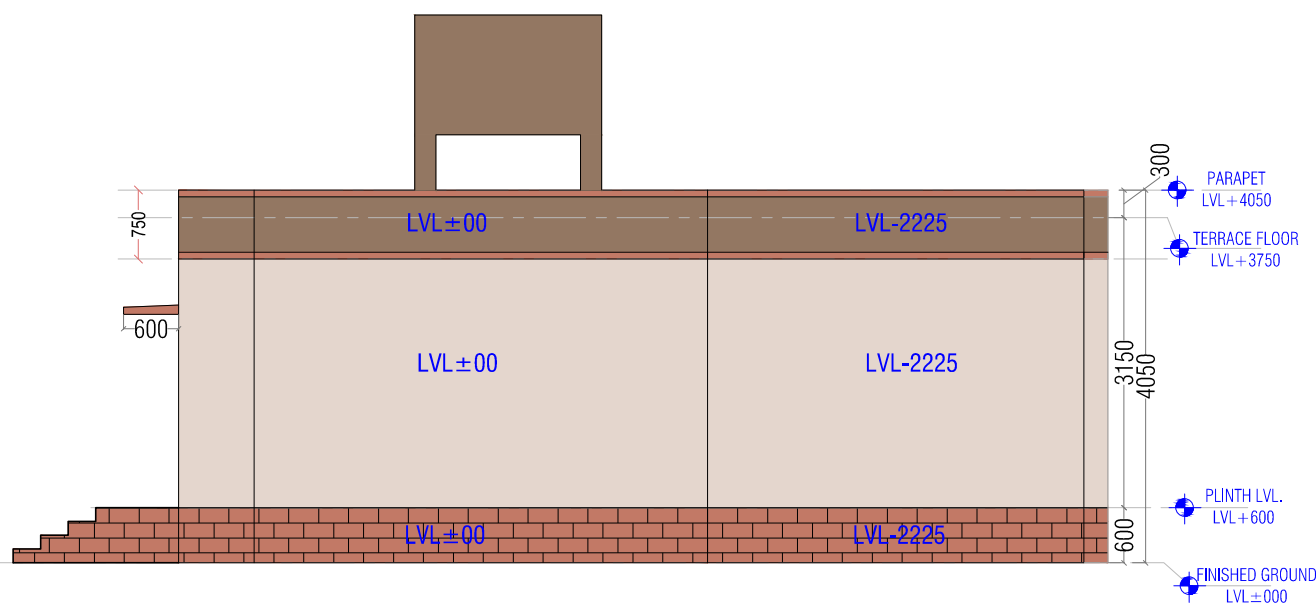 300
PARAPET
LVL+4050
750
LVL±00
LVL-2225
TERRACE FLOOR
LVL+3750
600
LVL±00
LVL-2225
3150
4050
PLINTH LVL.
LVL+600
LVL±00
LVL-2225
600
FINISHED GROUND
LVL±000